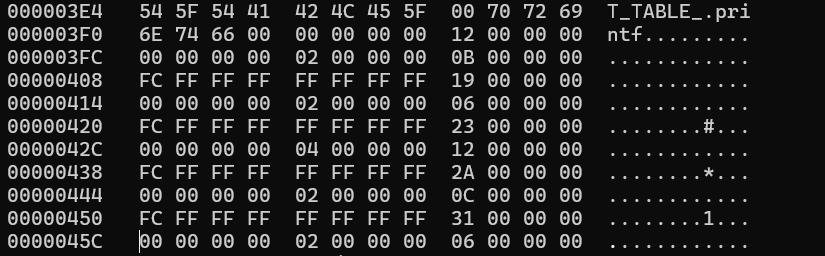 000003E4 54 5F 54 41 42 4C 45 5F 00 70 72 69 T_TABLE_.pri
000003F0 6E 74 66 00 00 00 00 00 12 00 00 00 ntf.........
000003FC 00 00 00 00 02 00 00 00 0B 00 00 00 ............
00000408 FC FF FF FF FF FF FF FF 19 00 00 00 ............
00000414 00 00 00 00 02 00 00 00 06 00 00 00 ............
00000420 FC FF FF FF FF FF FF FF 23 00 00 00 ........#...
0000042C 00 00 00 00 04 00 00 00 12 00 00 00 ............
00000438 FC FF FF FF FF FF FF FF 2A 00 00 00 ........*...
00000444 00 00 00 00 02 00 00 00 0C 00 00 00 ............
00000450 FC FF FF FF FF FF FF FF 31 00 00 00 ........1...
0000045C 00 00 00 00 02 00 00 00 06 00 00 00 ............